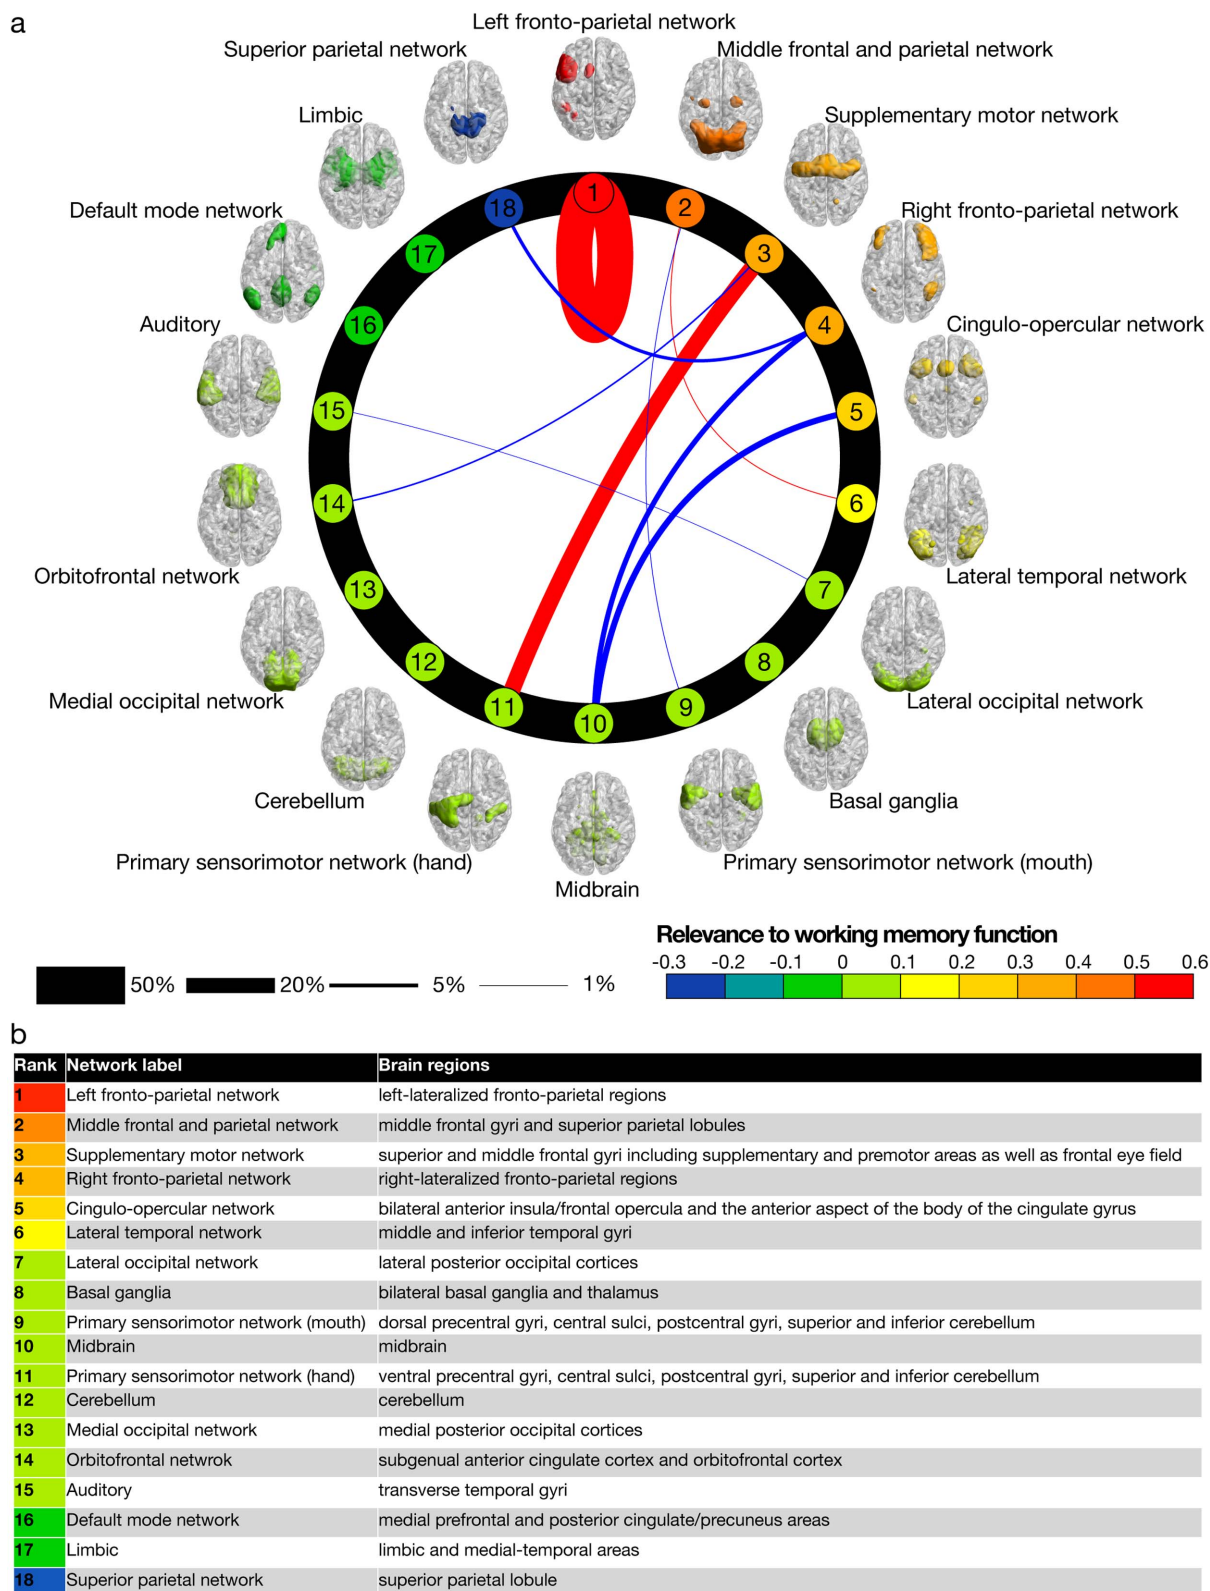 a
Left fronto-parietal network
Superior parietal network
Middle frontal and parietal network
Limbic
Supplementary motor network
Default mode network
Right fronto-parietal network
Auditory
Cingulo-opercular network
Orbitofrontal network
Lateral temporal network
Medial occipital network
Lateral occipital network
Cerebellum
Basal ganglia
Primary sensorimotor network (hand)
Primary sensorimotor network (mouth)
Midbrain
1
2
3
4
5
6
7
8
9
10
11
12
13
14
15
16
17
18
50%
20%
5%
1%
Relevance to working memory function
-0.3 -0.2 -0.1 0 0.1 0.2 0.3 0.4 0.5 0.6
b
Rank Network label Brain regions
1 Left fronto-parietal network left-lateralized fronto-parietal regions
2 Middle frontal and parietal network middle frontal gyri and superior parietal lobules
3 Supplementary motor network superior and middle frontal gyri including supplementary and premotor areas as well as frontal eye field
4 Right fronto-parietal network right-lateralized fronto-parietal regions
5 Cingulo-opercular network bilateral anterior insula/frontal opercula and the anterior aspect of the body of the cingulate gyrus
6 Lateral temporal network middle and inferior temporal gyri
7 Lateral occipital network lateral posterior occipital cortices
8 Basal ganglia bilateral basal ganglia and thalamus
9 Primary sensorimotor network (mouth) dorsal precentral gyri, central sulci, postcentral gyri, superior and inferior cerebellum
10 Midbrain midbrain
11 Primary sensorimotor network (hand) ventral precentral gyri, central sulci, postcentral gyri, superior and inferior cerebellum
12 Cerebellum cerebellum
13 Medial occipital network medial posterior occipital cortices
14 Orbitofrontal netwrok subgenual anterior cingulate cortex and orbitofrontal cortex
15 Auditory transverse temporal gyri
16 Default mode network medial prefrontal and posterior cingulate/precuneus areas
17 Limbic limbic and medial-temporal areas
18 Superior parietal network superior parietal lobule